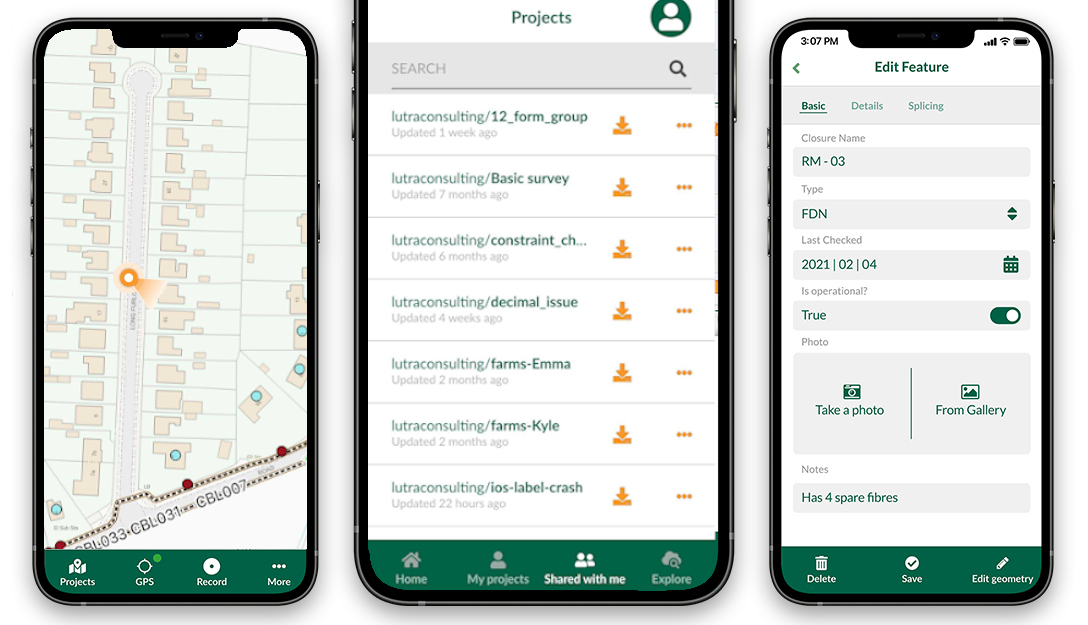 CBL033-CBL031
CBL007
ROAD
LB
El Sub Sta
Projects
GPS
Record
More
Projects
SEARCH
lutraconsulting/12_form_group
Updated 1 week ago
lutraconsulting/Basic survey
Updated 7 months ago
lutraconsulting/constraint_ch...
Updated 6 months ago
lutraconsulting/decimal_issue
Updated 4 weeks ago
lutraconsulting/farms-Emma
Updated 2 months ago
lutraconsulting/farms-Kyle
Updated 2 months ago
lutraconsulting/ios-label-crash
Updated 22 hours ago
Home
My projects
Shared with me
Explore
3:07 PM
Edit Feature
Basic
Details
Splicing
Closure Name
RM - 03
Type
FDN
Last Checked
2021 | 02 | 04
Is operational?
True
Photo
Take a photo
From Gallery
Notes
Has 4 spare fibres
Delete
Save
Edit geometry